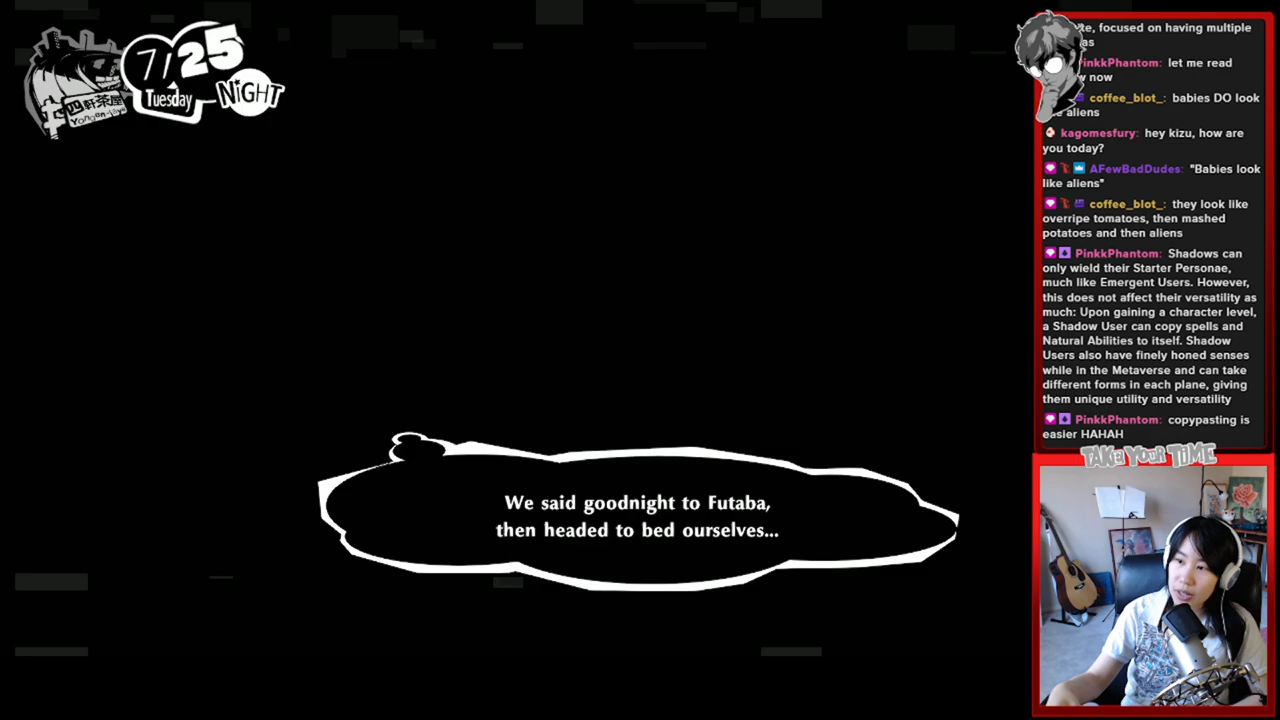 四軒茶屋
Yongen-jaya
7/25
Tuesday
NiGHT
We said goodnight to Futaba,
then headed to bed ourselves...
focused on having multiple
PinkkPhantom: let me read
now
coffee_blot_: babies DO look
aliens
kagomesfury: hey kizu, how are
you today?
AFewBadDudes: "Babies look
like aliens"
coffee_blot_: they look like
overripe tomatoes, then mashed
potatoes and then aliens
PinkkPhantom: Shadows can
only wield their Starter Personae,
much like Emergent Users. However,
this does not affect their versatility as
much: Upon gaining a character level,
a Shadow User can copy spells and
Natural Abilities to itself. Shadow
Users also have finely honed senses
while in the Metaverse and can take
different forms in each plane, giving
them unique utility and versatility
PinkkPhantom: copypasting is
easier HAHAH
TAKE YOUR TiME